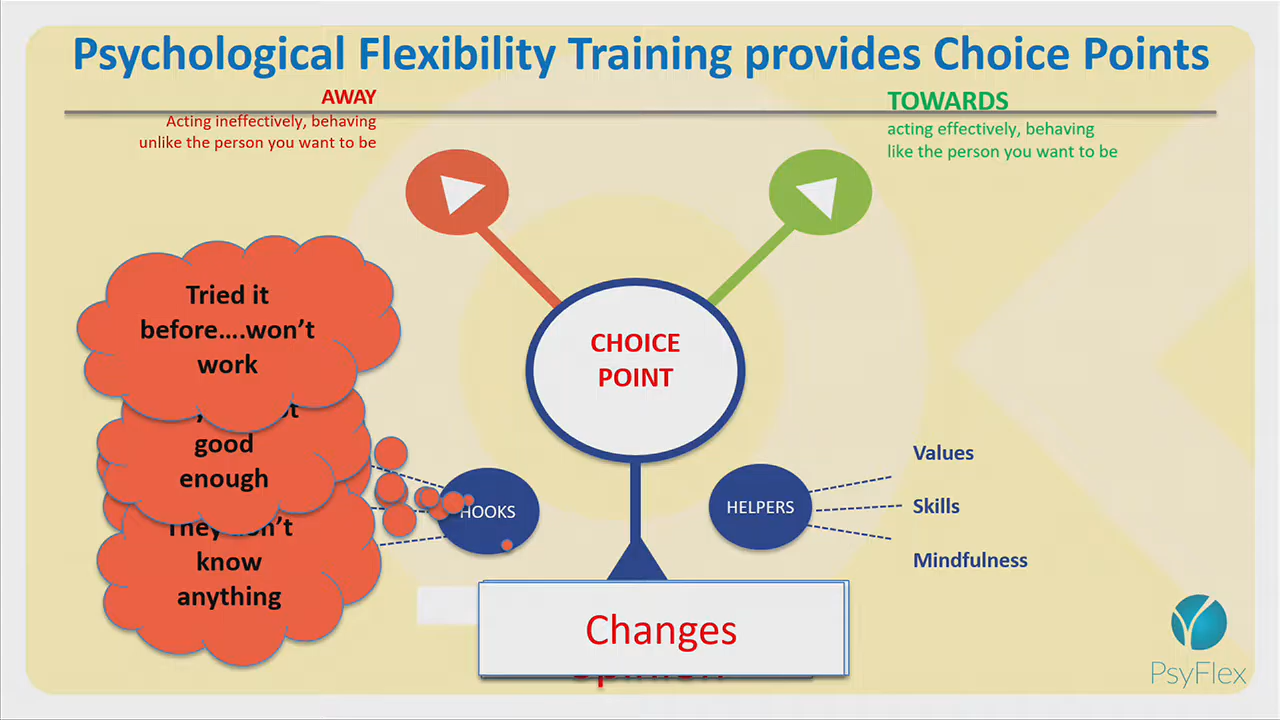 Psychological Flexibility Training provides Choice Points
AWAY
Acting ineffectively, behaving
unlike the person you want to be
TOWARDS
acting effectively, behaving
like the person you want to be
Tried it
before....won't
work
good
enough
know
anything
CHOICE
POINT
HOOKS
HELPERS
Values
Skills
Mindfulness
Changes
PsyFlex